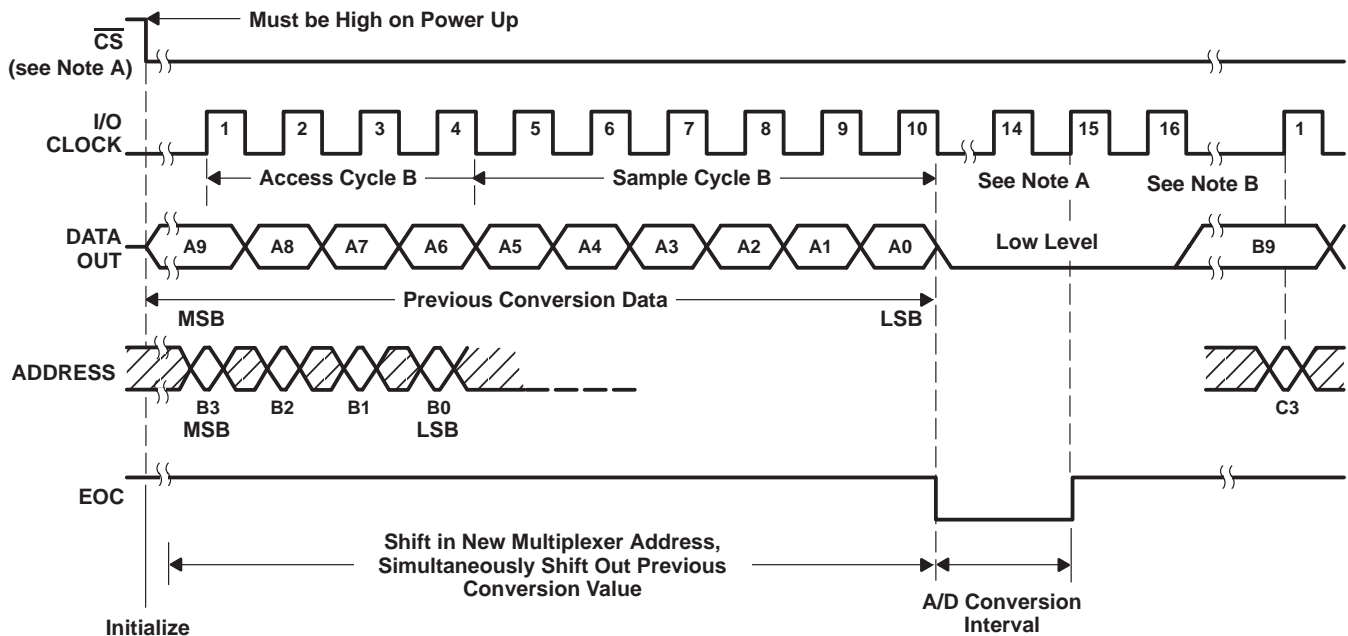 Must be High on Power Up
CS
(see Note A)
I/O
CLOCK
1 2 3 4 5 6 7 8 9 10 14 15 16 1
Access Cycle B
Sample Cycle B
See Note A
See Note B
DATA
OUT
A9 A8 A7 A6 A5 A4 A3 A2 A1 A0 Low Level B9
Previous Conversion Data
MSB
LSB
ADDRESS
B3 B2 B1 B0 C3
MSB LSB
EOC
Shift in New Multiplexer Address,
Simultaneously Shift Out Previous
Conversion Value
A/D Conversion
Interval
Initialize